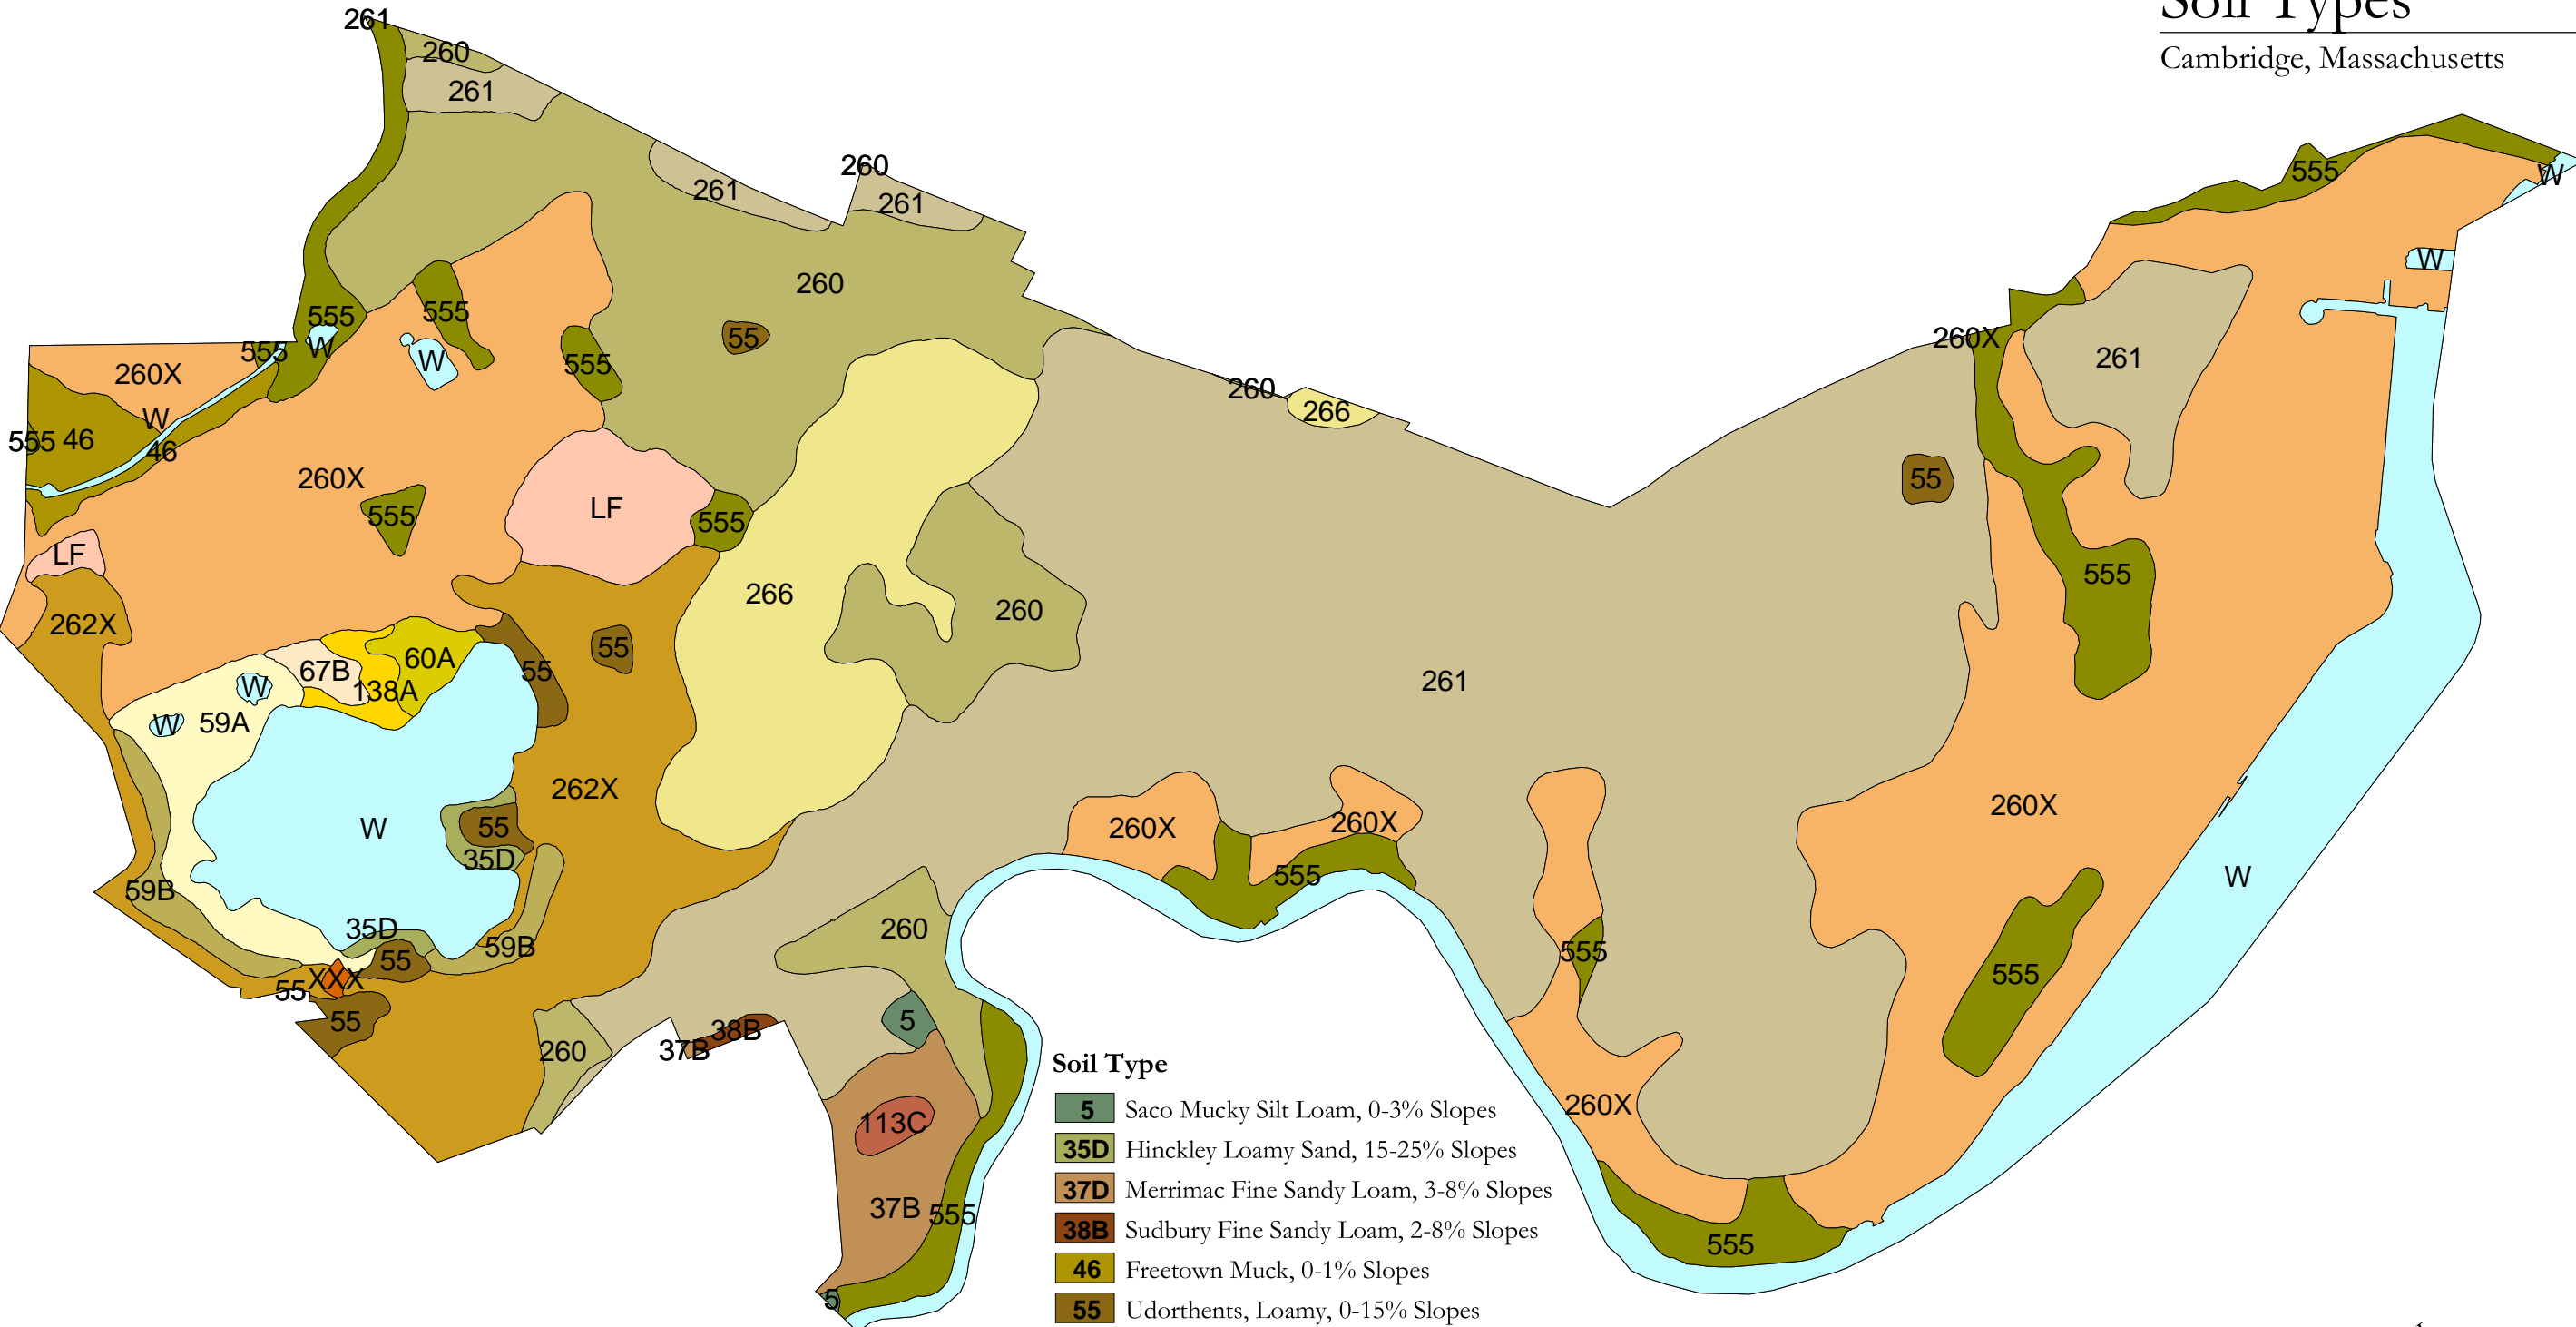 Soil Types
Cambridge, Massachusetts
261
260
261
260
261
261
555
W
260
W
555
555
W
555
W
260X
W
555
55
260X
261
260
266
260X
W
555 46
46
260X
55
LF
555
555
LF
555
266
260
262X
55
60A
67B
55
138A
W
59A
W
261
262X
260X
W
55
260X
260X
35D
555
W
59B
260
35D
59B
555
55
XXX
55
555
55
5
38B
37B
260
260X
113C
37B
555
555
5
Soil Type
5 Saco Mucky Silt Loam, 0-3% Slopes
35D Hinckley Loamy Sand, 15-25% Slopes
37D Merrimac Fine Sandy Loam, 3-8% Slopes
38B Sudbury Fine Sandy Loam, 2-8% Slopes
46 Freetown Muck, 0-1% Slopes
55 Udorthents, Loamy, 0-15% Slopes